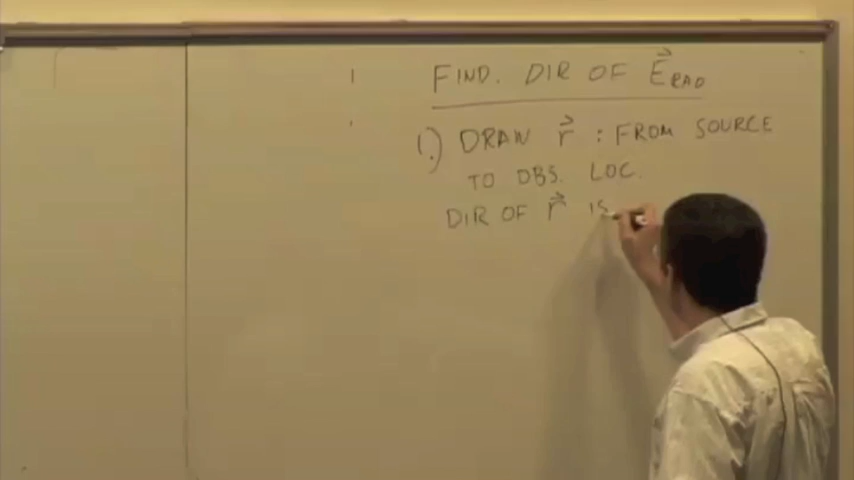 FIND. DIR OF E⃗RAD
1.) DRAW r⃗ : FROM SOURCE
TO OBS. LOC.
DIR OF r⃗ IS